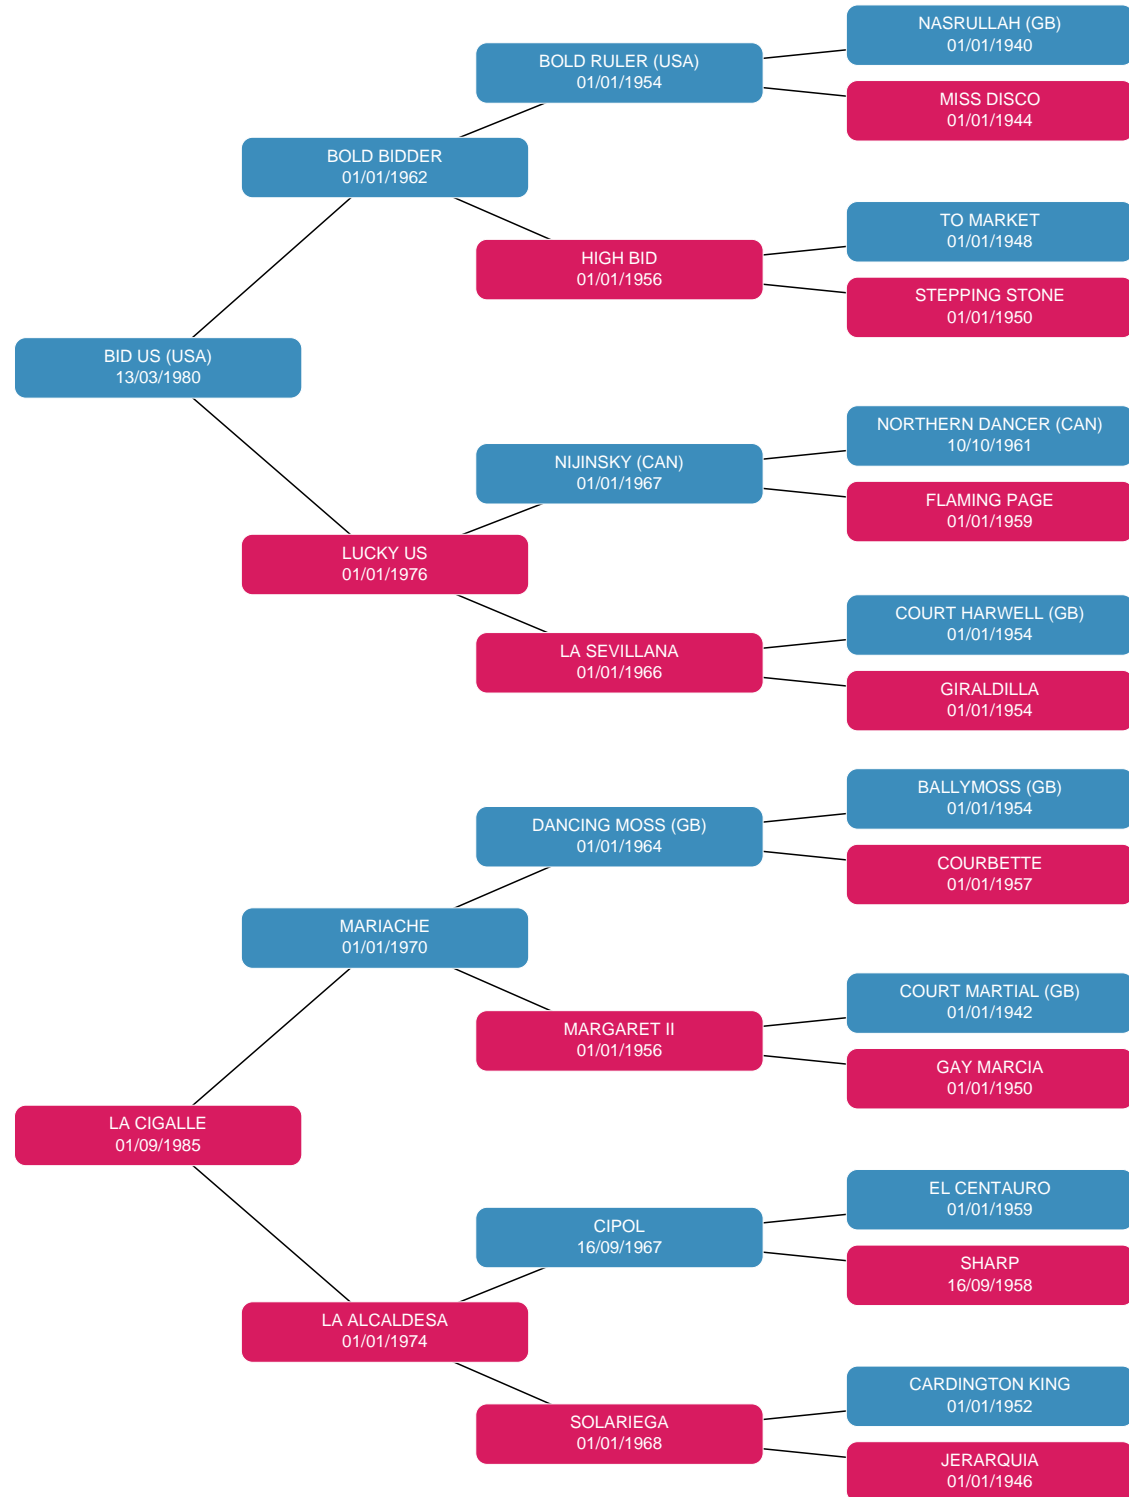 NASRULLAH (GB)
01/01/1940
BOLD RULER (USA)
01/01/1954
MISS DISCO
01/01/1944
BOLD BIDDER
01/01/1962
TO MARKET
01/01/1948
HIGH BID
01/01/1956
STEPPING STONE
01/01/1950
BID US (USA)
13/03/1980
NORTHERN DANCER (CAN)
10/10/1961
NIJINSKY (CAN)
01/01/1967
FLAMING PAGE
01/01/1959
LUCKY US
01/01/1976
COURT HARWELL (GB)
01/01/1954
LA SEVILLANA
01/01/1966
GIRALDILLA
01/01/1954
BALLYMOSS (GB)
01/01/1954
DANCING MOSS (GB)
01/01/1964
COURBETTE
01/01/1957
MARIACHE
01/01/1970
COURT MARTIAL (GB)
01/01/1942
MARGARET II
01/01/1956
GAY MARCIA
01/01/1950
LA CIGALLE
01/09/1985
EL CENTAURO
01/01/1959
CIPOL
16/09/1967
SHARP
16/09/1958
LA ALCALDESA
01/01/1974
CARDINGTON KING
01/01/1952
SOLARIEGA
01/01/1968
JERARQUIA
01/01/1946